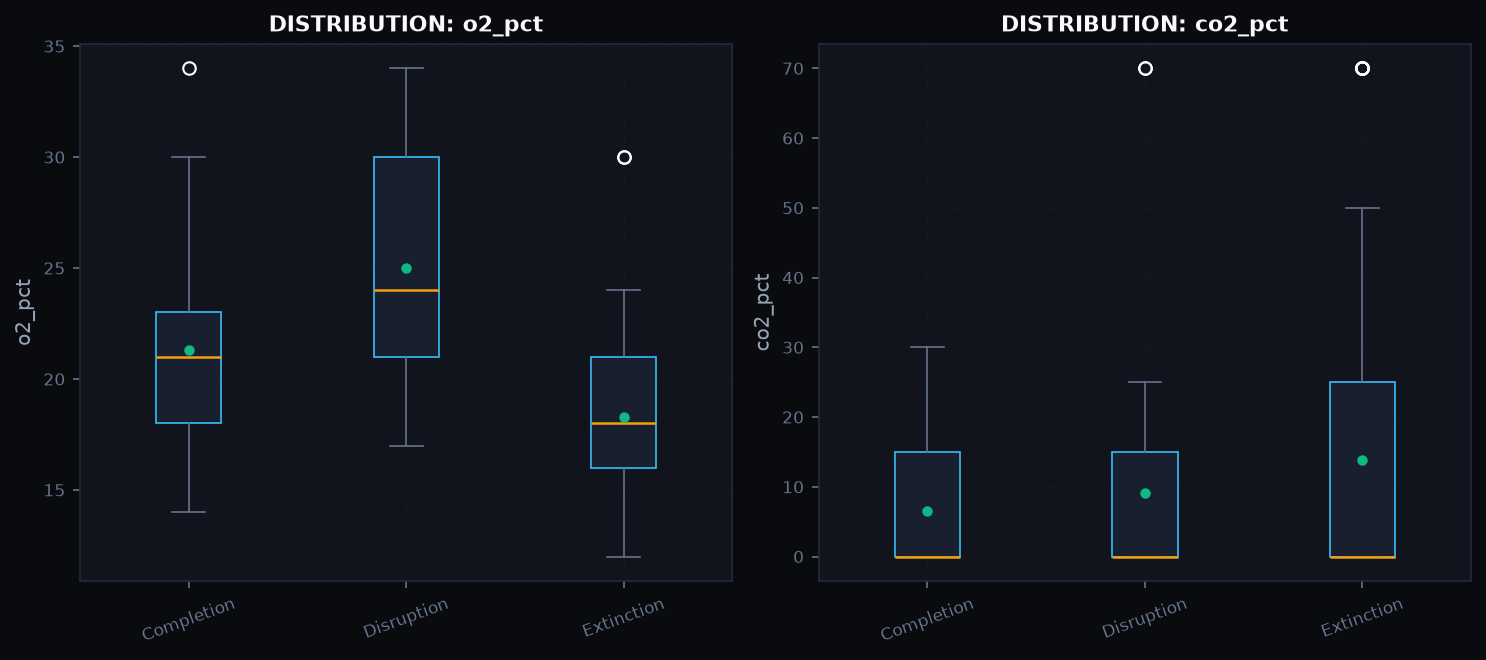 DISTRIBUTION: o2_pct
35
30
25
20
15
o2_pct
Completion
Disruption
Extinction
DISTRIBUTION: co2_pct
70
60
50
40
30
20
10
0
co2_pct
Completion
Disruption
Extinction